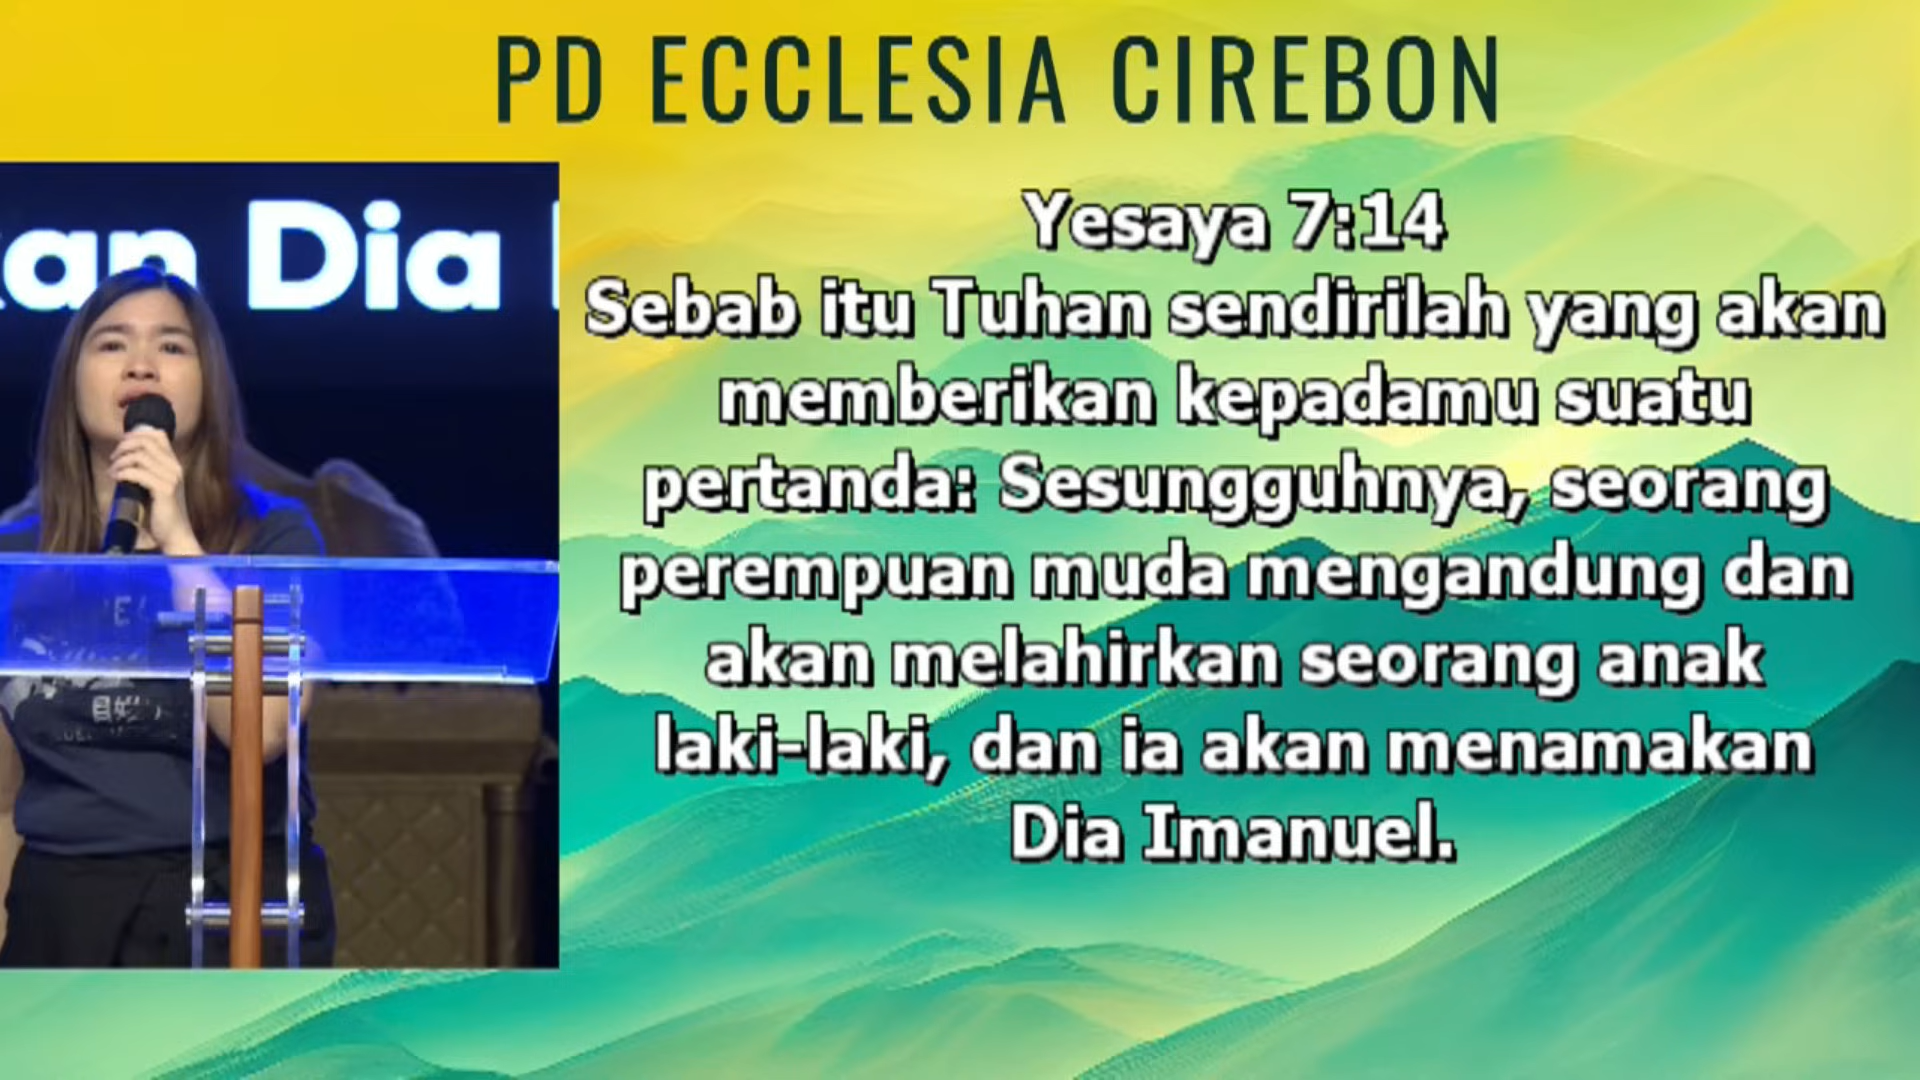 PD ECCLESIA CIREBON
an Dia
Yesaya 7:14
Sebab itu Tuhan sendirilah yang akan
memberikan kepadamu suatu
pertanda: Sesungguhnya, seorang
perempuan muda mengandung dan
akan melahirkan seorang anak
laki-laki, dan ia akan menamakan
Dia Imanuel.